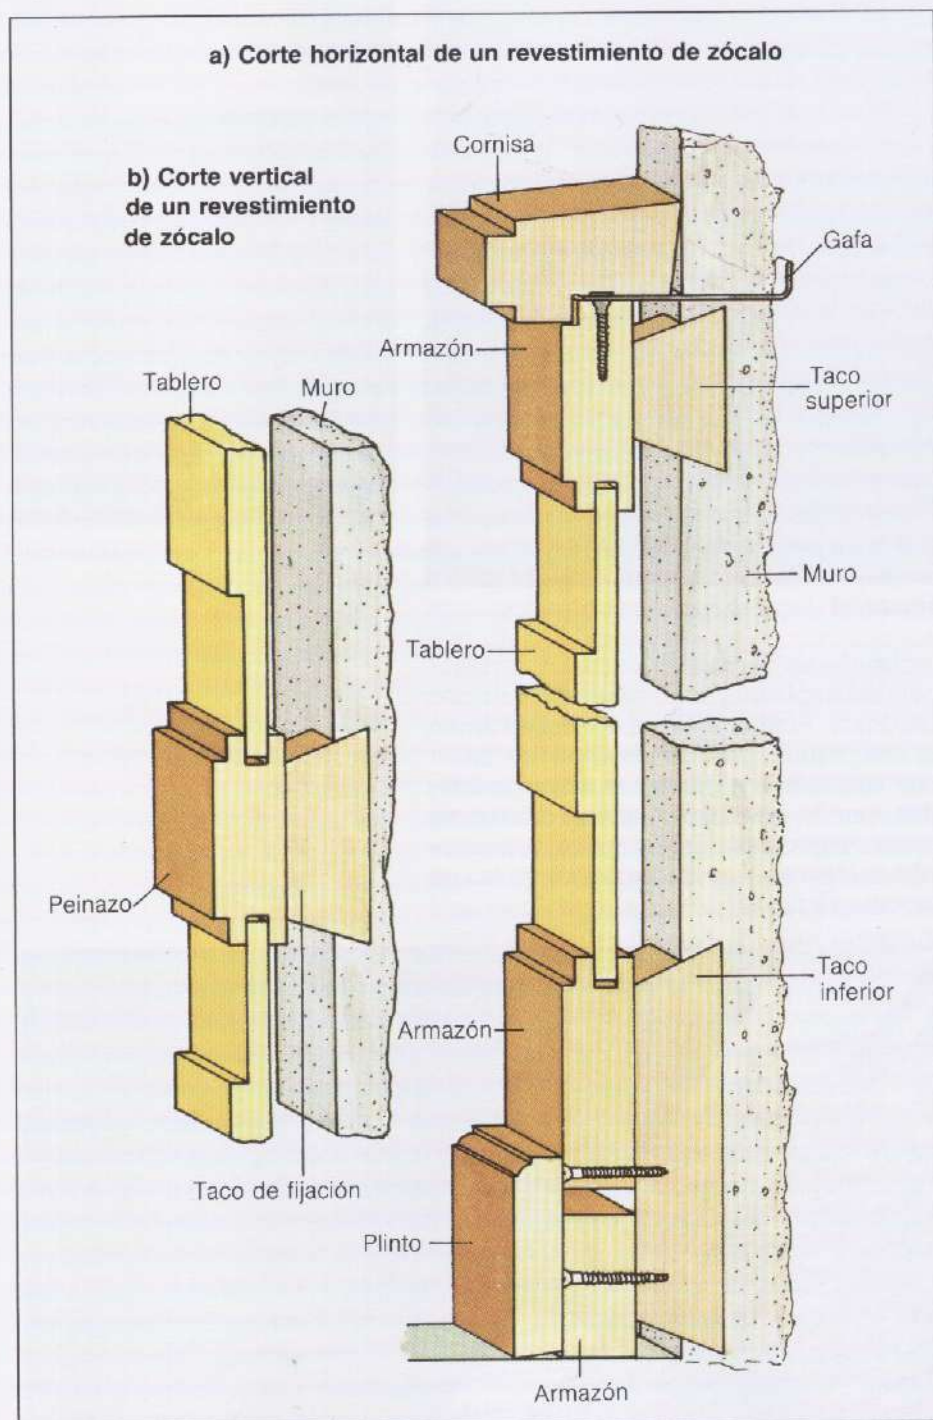 a) Corte horizontal de un revestimiento de zócalo
b) Corte vertical
de un revestimiento
de zócalo
Cornisa
Gafa
Armazón
Taco
superior
Tablero
Muro
Muro
Tablero
Peinazo
Taco
inferior
Armazón
Taco de fijación
Plinto
Armazón